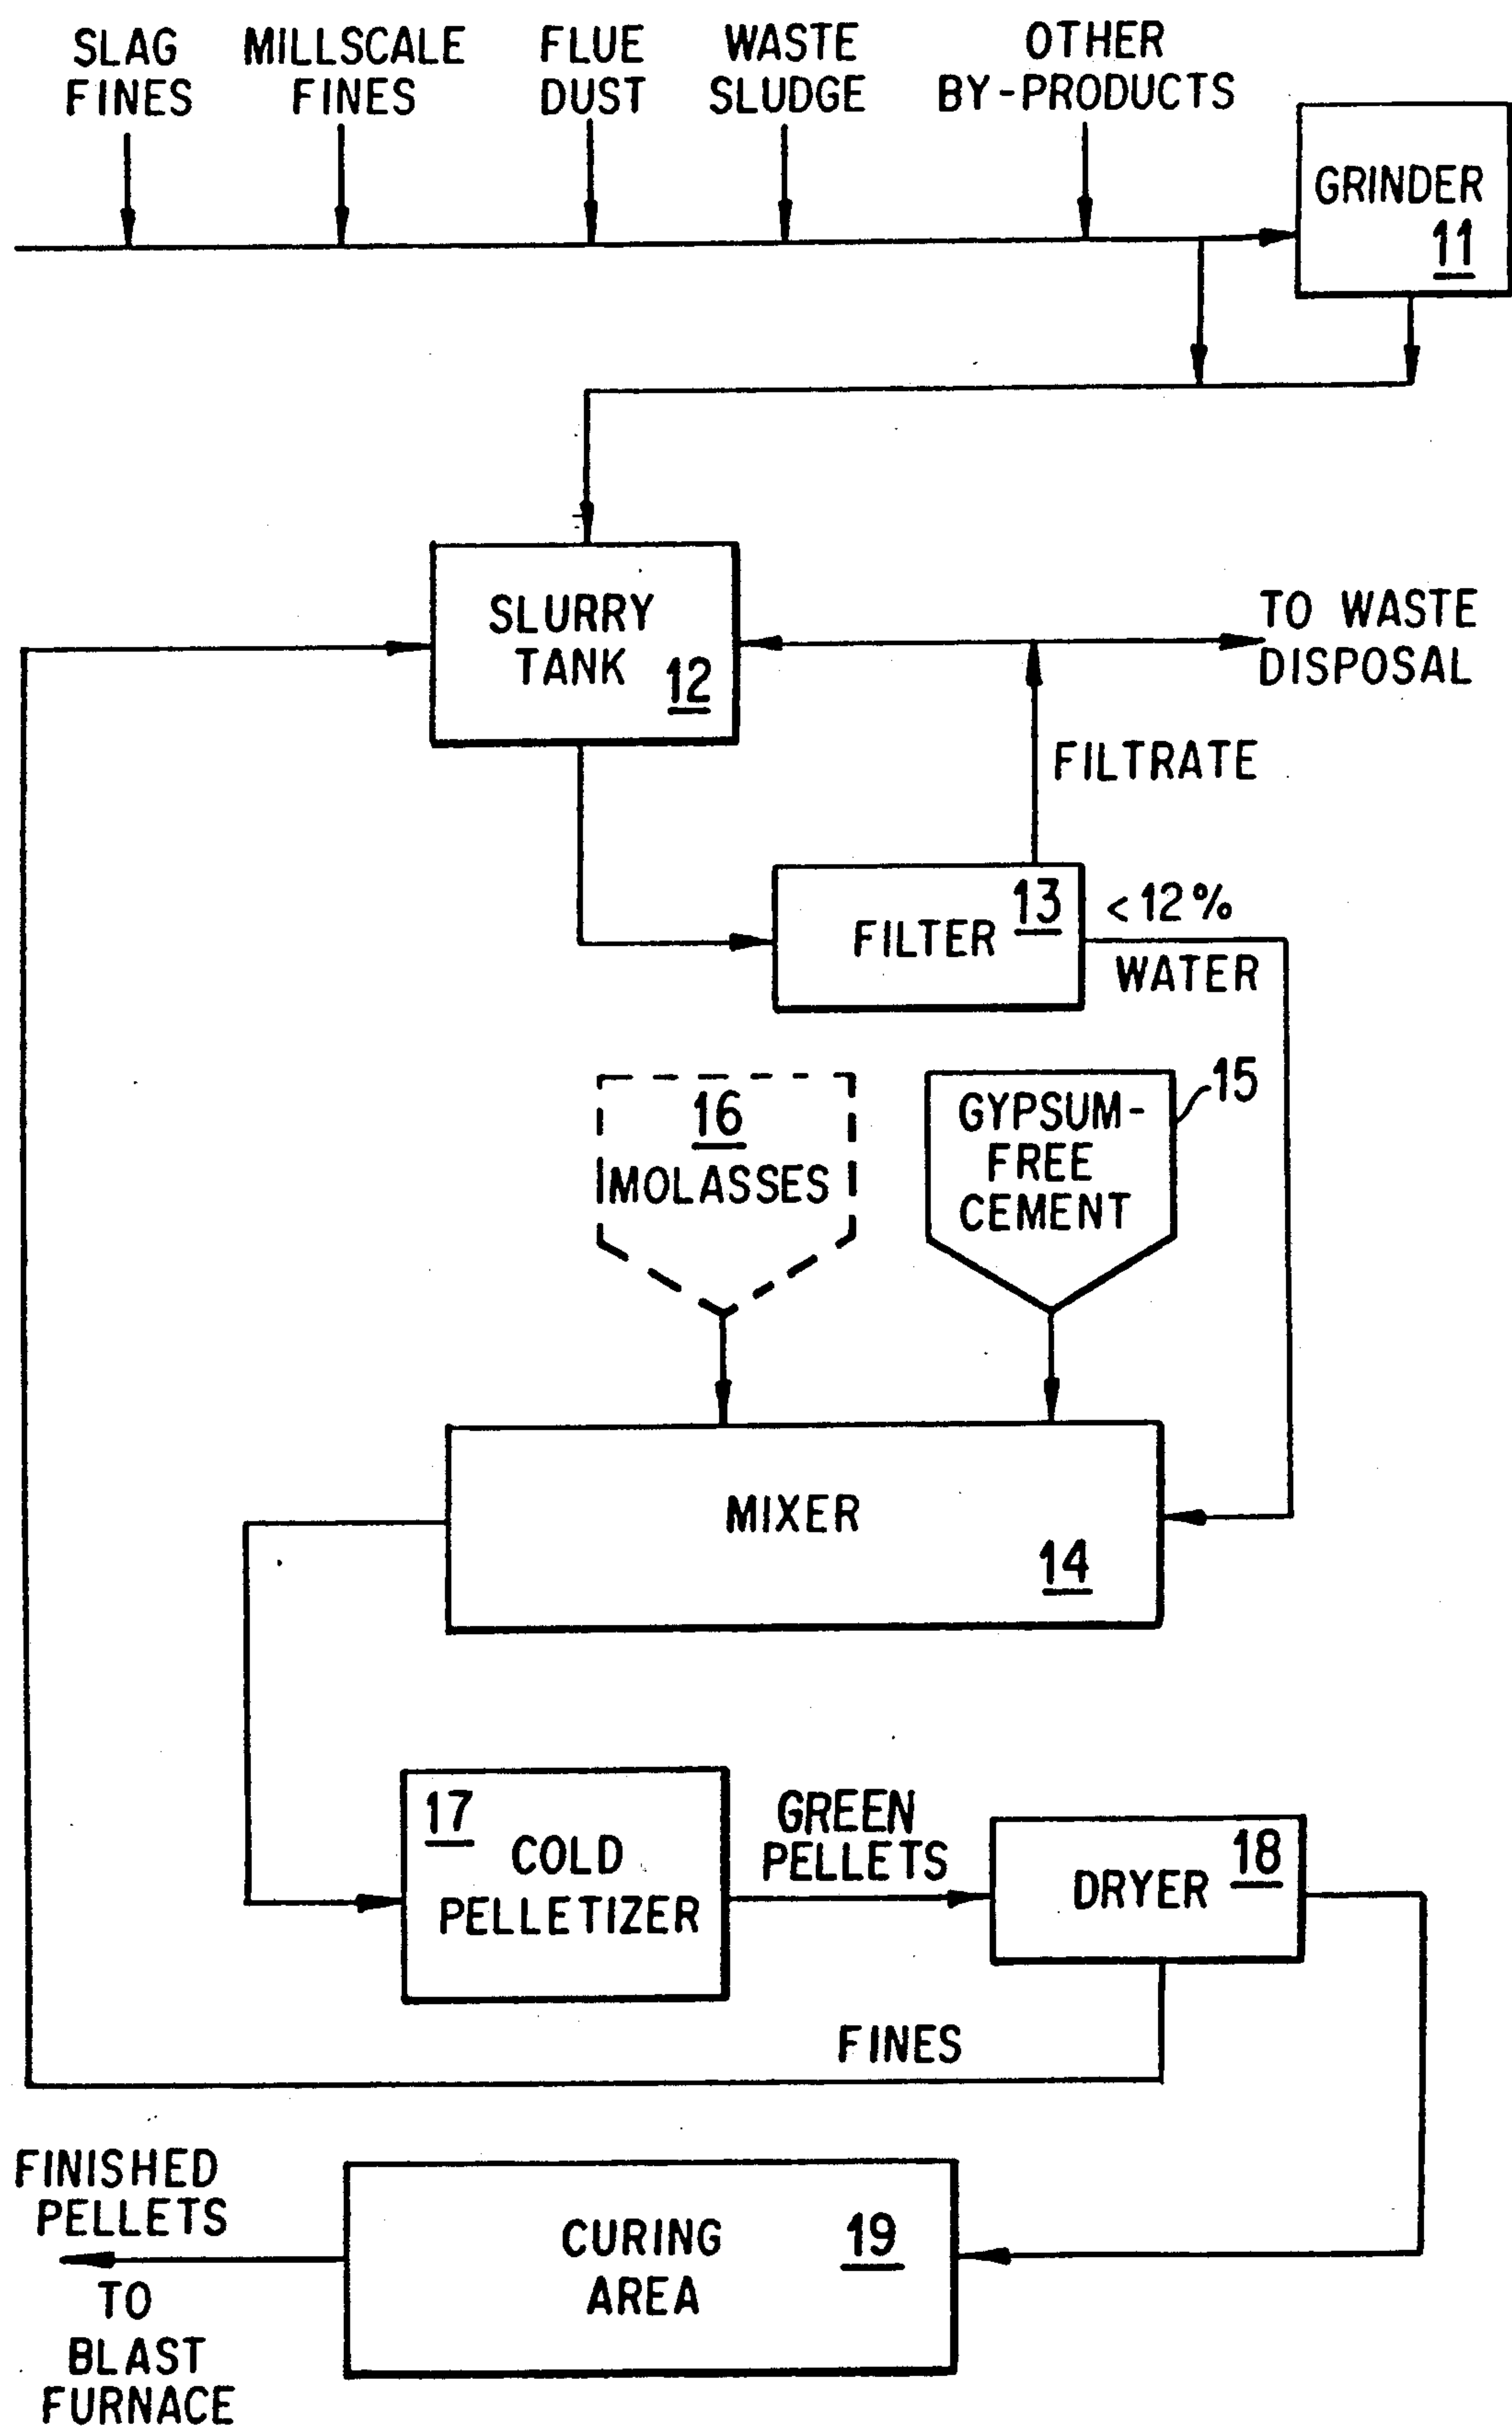 SLAG
FINES
MILLSCALE
FINES
FLUE
DUST
WASTE
SLUDGE
OTHER
BY-PRODUCTS
GRINDER
11
SLURRY
TANK
12
TO WASTE
DISPOSAL
FILTRATE
FILTER
13
<12%
WATER
16
MOLASSES
GYPSUM-
FREE
CEMENT
15
MIXER
14
17
COLD
PELLETIZER
GREEN
PELLETS
DRYER
18
FINES
FINISHED
PELLETS
TO
BLAST
FURNACE
CURING
AREA
19